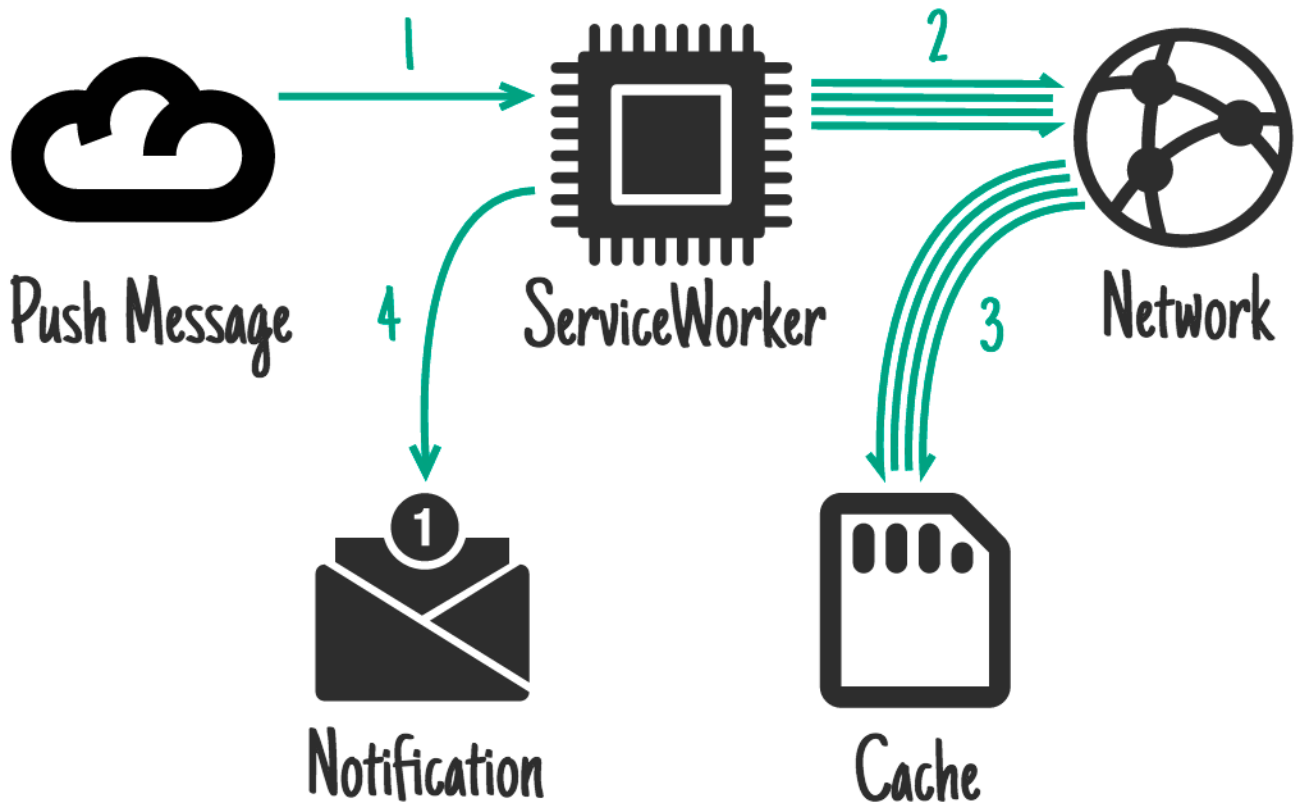 1
2
Push Message
4
ServiceWorker
3
Network
1
Notification
Cache